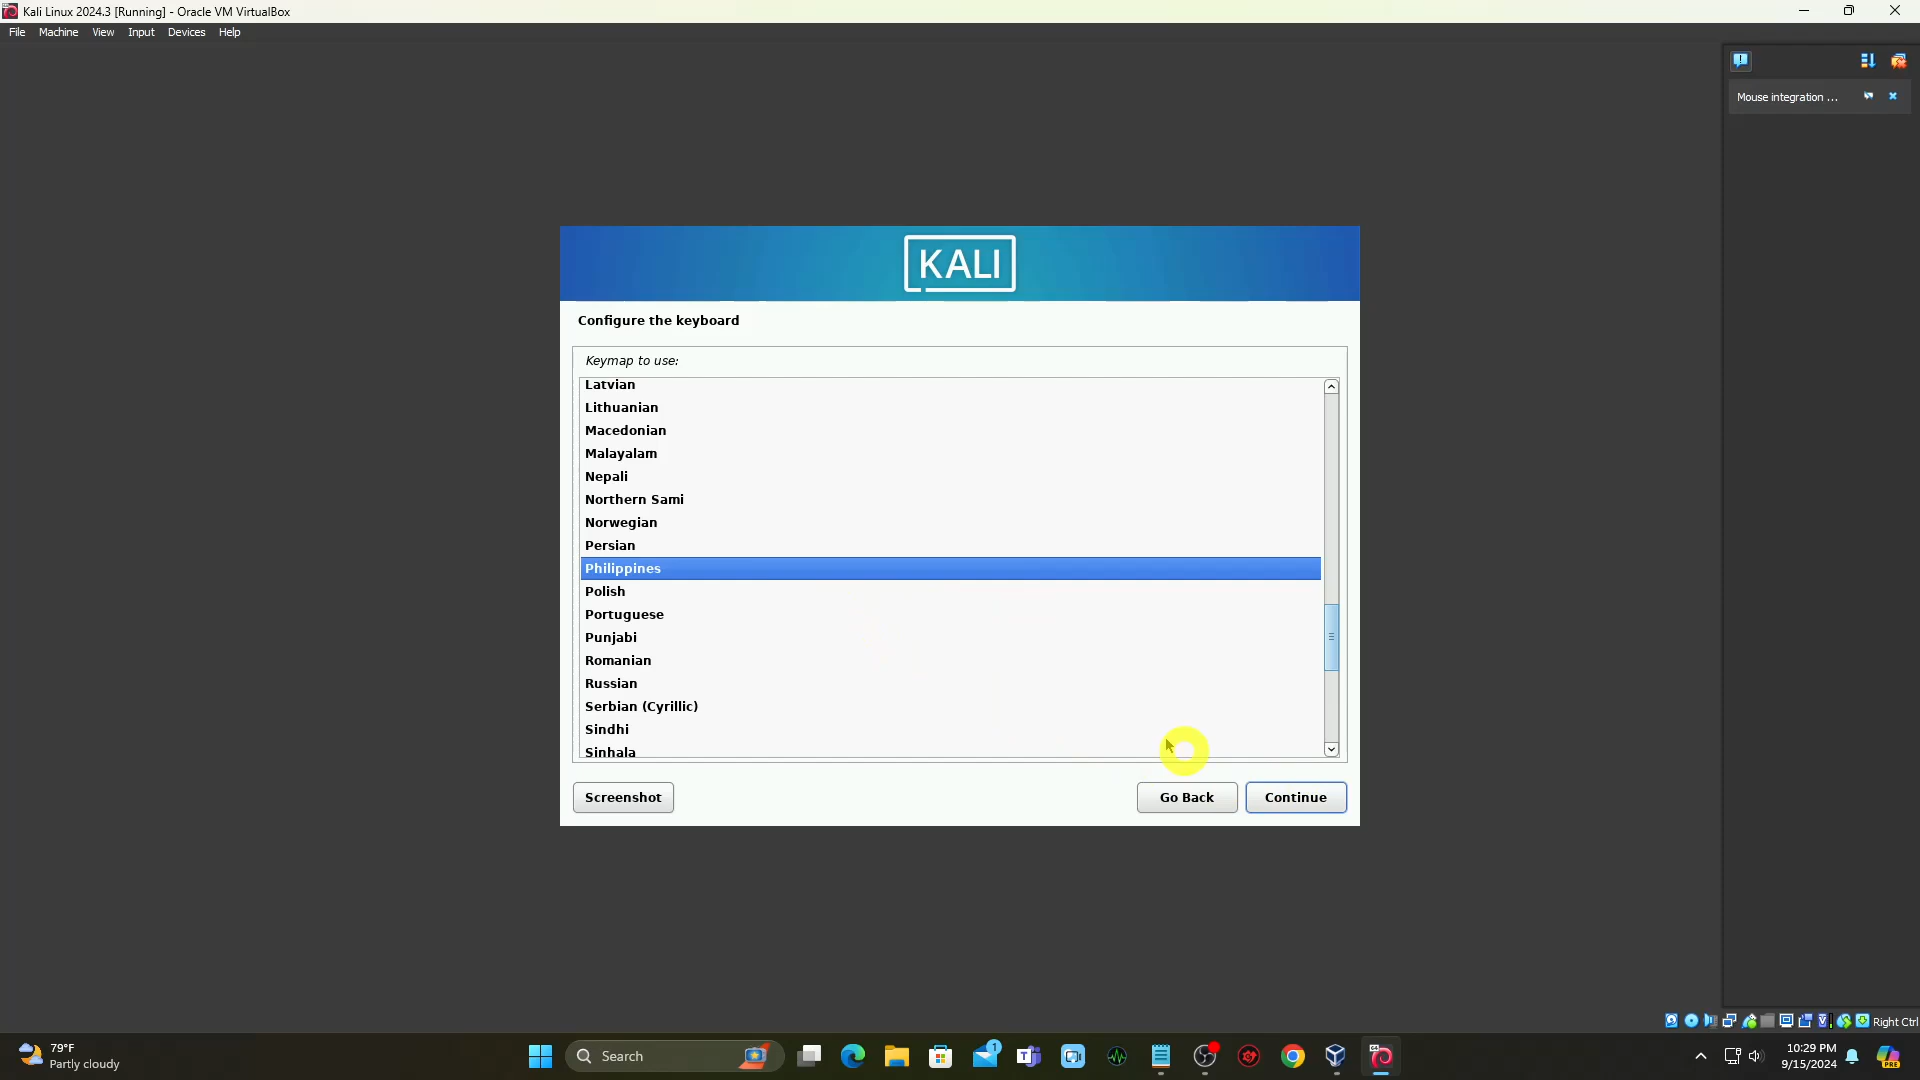 Kali Linux 2024.3 [Running] - Oracle VM VirtualBox
File Machine View Input Devices Help
Mouse integration ...
KALI
Configure the keyboard
Keymap to use:
Latvian
Lithuanian
Macedonian
Malayalam
Nepali
Northern Sami
Norwegian
Persian
Philippines
Polish
Portuguese
Punjabi
Romanian
Russian
Serbian (Cyrillic)
Sindhi
Sinhala
Screenshot Go Back Continue
Right Ctrl
79°F
Partly cloudy
Search
1
10:29 PM
9/15/2024
PRE